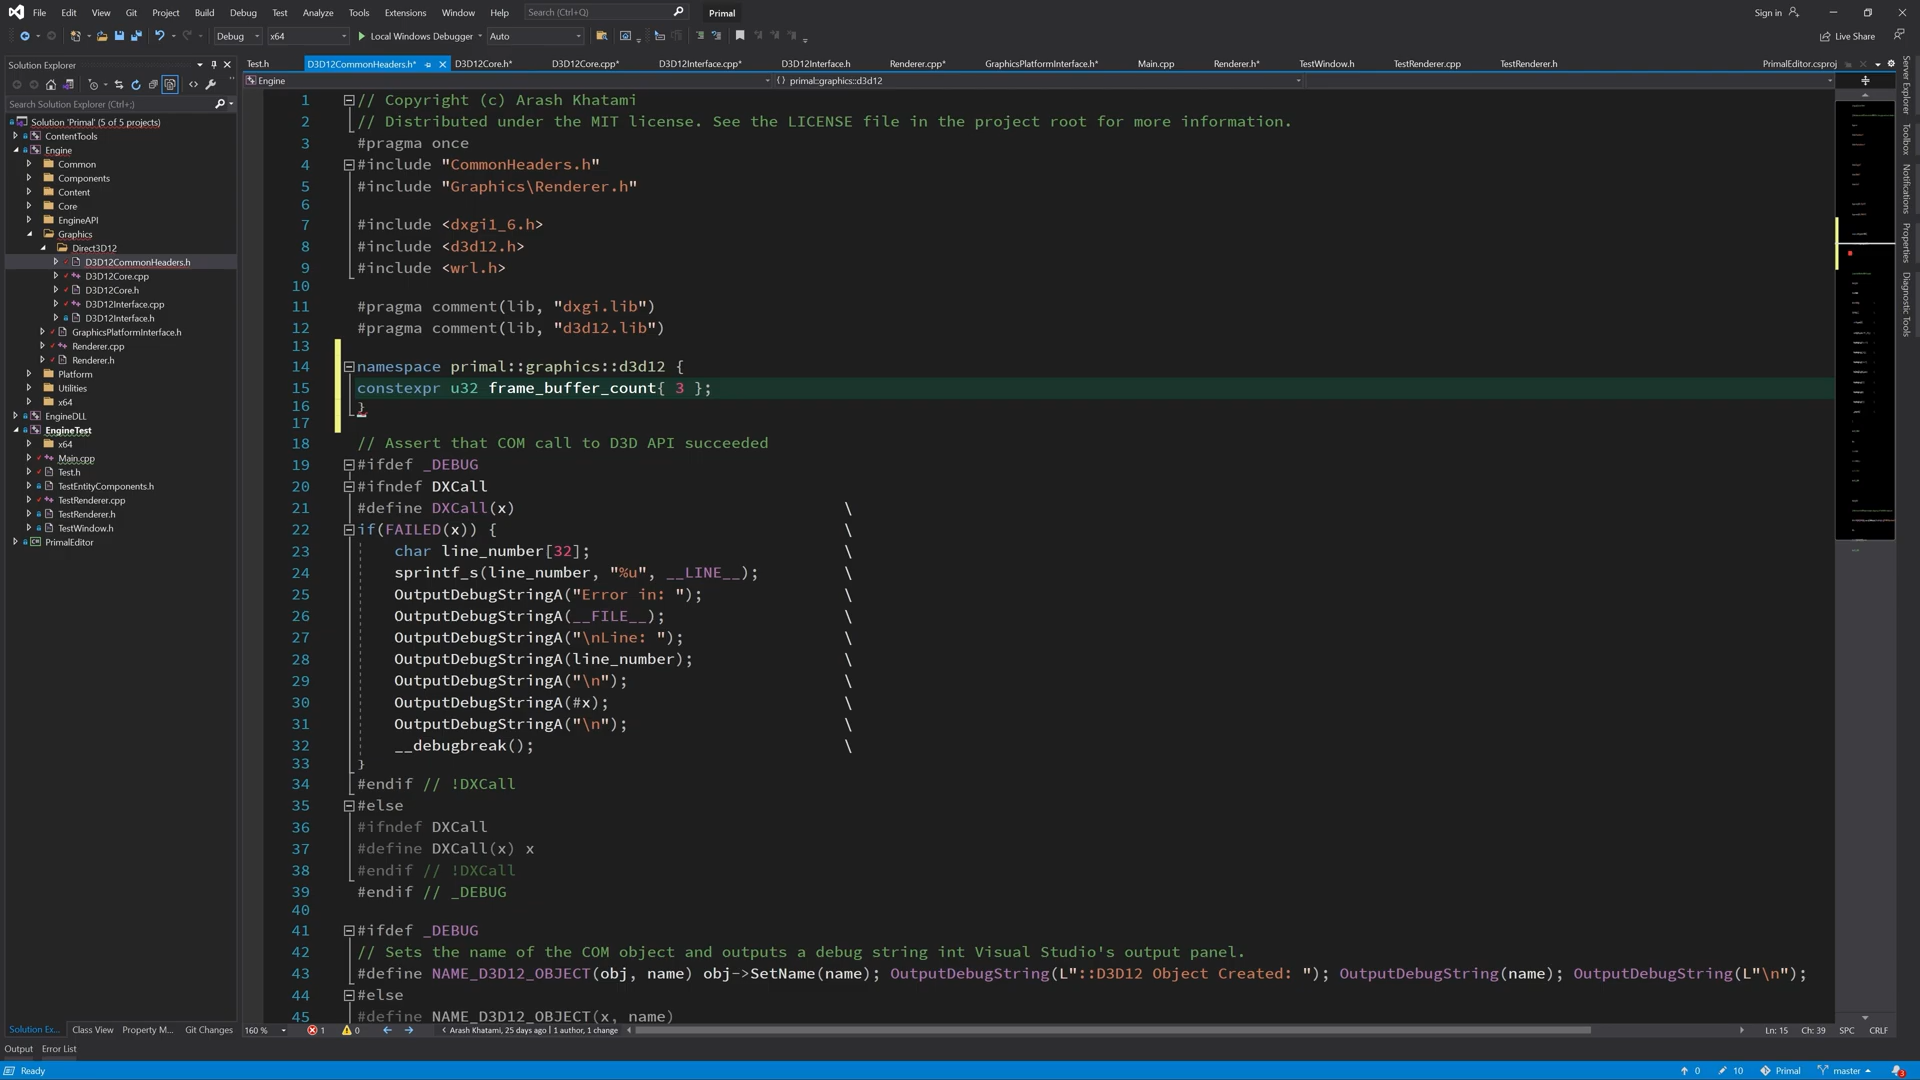 File Edit View Git Project Build Debug Test Analyze Tools Extensions Window Help Search (Ctrl+Q) Primal Sign in
Debug x64 Local Windows Debugger Auto Live Share
Solution Explorer
Search Solution Explorer (Ctrl+;)
Solution 'Primal' (5 of 5 projects)
ContentTools
Engine
Common
Components
Content
Core
EngineAPI
Graphics
Direct3D12
D3D12CommonHeaders.h
D3D12Core.cpp
D3D12Core.h
D3D12Interface.cpp
D3D12Interface.h
GraphicsPlatformInterface.h
Renderer.cpp
Renderer.h
Platform
Utilities
x64
EngineDLL
EngineTest
x64
Main.cpp
Test.h
TestEntityComponents.h
TestRenderer.cpp
TestRenderer.h
TestWindow.h
PrimalEditor
Solution Ex... Class View Property M... Git Changes
Test.h D3D12CommonHeaders.h* D3D12Core.h* D3D12Core.cpp* D3D12Interface.cpp* D3D12Interface.h Renderer.cpp* GraphicsPlatformInterface.h* Main.cpp Renderer.h* TestWindow.h TestRenderer.cpp TestRenderer.h PrimalEditor.csproj
Engine primal::graphics::d3d12
1 // Copyright (c) Arash Khatami
2 // Distributed under the MIT license. See the LICENSE file in the project root for more information.
3 #pragma once
4 #include "CommonHeaders.h"
5 #include "Graphics\Renderer.h"
6
7 #include <dxgi1_6.h>
8 #include <d3d12.h>
9 #include <wrl.h>
10
11 #pragma comment(lib, "dxgi.lib")
12 #pragma comment(lib, "d3d12.lib")
13
14 namespace primal::graphics::d3d12 {
15 constexpr u32 frame_buffer_count{ 3 };
16 }
17
18 // Assert that COM call to D3D API succeeded
19 #ifdef _DEBUG
20 #ifndef DXCall
21 #define DXCall(x) \
22 if(FAILED(x)) { \
23 char line_number[32]; \
24 sprintf_s(line_number, "%u", __LINE__); \
25 OutputDebugStringA("Error in: "); \
26 OutputDebugStringA(__FILE__); \
27 OutputDebugStringA("\nLine: "); \
28 OutputDebugStringA(line_number); \
29 OutputDebugStringA("\n"); \
30 OutputDebugStringA(#x); \
31 OutputDebugStringA("\n"); \
32 __debugbreak(); \
33 }
34 #endif // !DXCall
35 #else
36 #ifndef DXCall
37 #define DXCall(x) x
38 #endif // !DXCall
39 #endif // _DEBUG
40
41 #ifdef _DEBUG
42 // Sets the name of the COM object and outputs a debug string int Visual Studio's output panel.
43 #define NAME_D3D12_OBJECT(obj, name) obj->SetName(name); OutputDebugString(L"::D3D12 Object Created: "); OutputDebugString(name); OutputDebugString(L"\n");
44 #else
45 #define NAME_D3D12_OBJECT(x, name)
160 % 1 0 Arash Khatami, 25 days ago | 1 author, 1 change Ln: 15 Ch: 39 SPC CRLF
Server Explorer
Toolbox
Notifications
Properties
Diagnostic Tools
Output Error List
Ready 0 10 Primal master 3